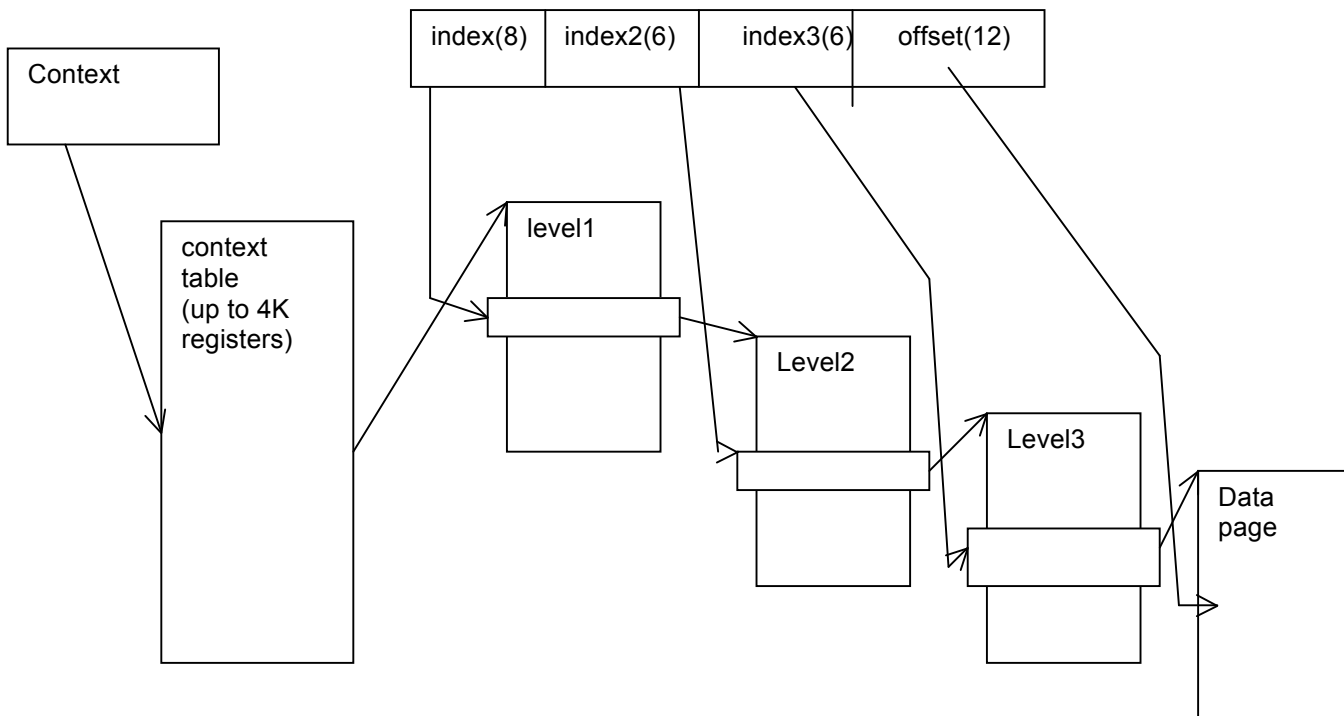 index(8)
index2(6)
index3(6)
offset(12)
Context
context
table
(up to 4K
registers)
level1
Level2
Level3
Data
page